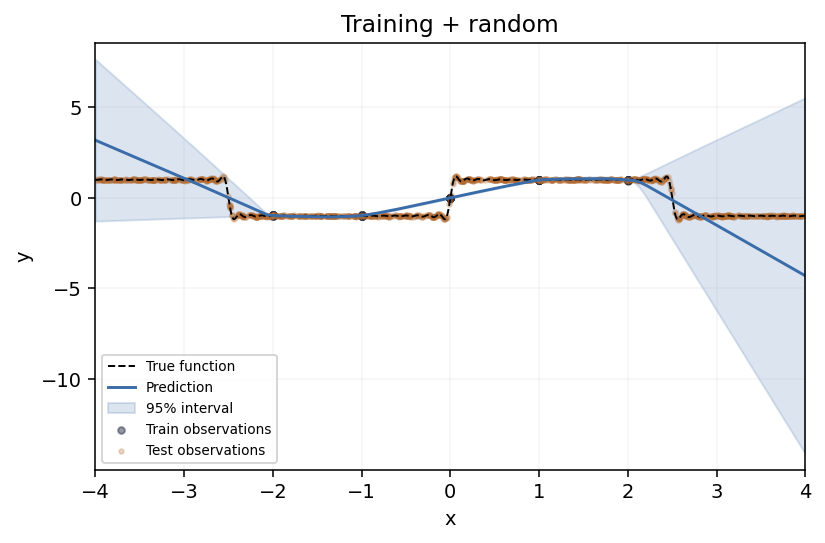 Training + random
5
0
−5
−10
y
True function
Prediction
95% interval
Train observations
Test observations
−4 −3 −2 −1 0 1 2 3 4
x